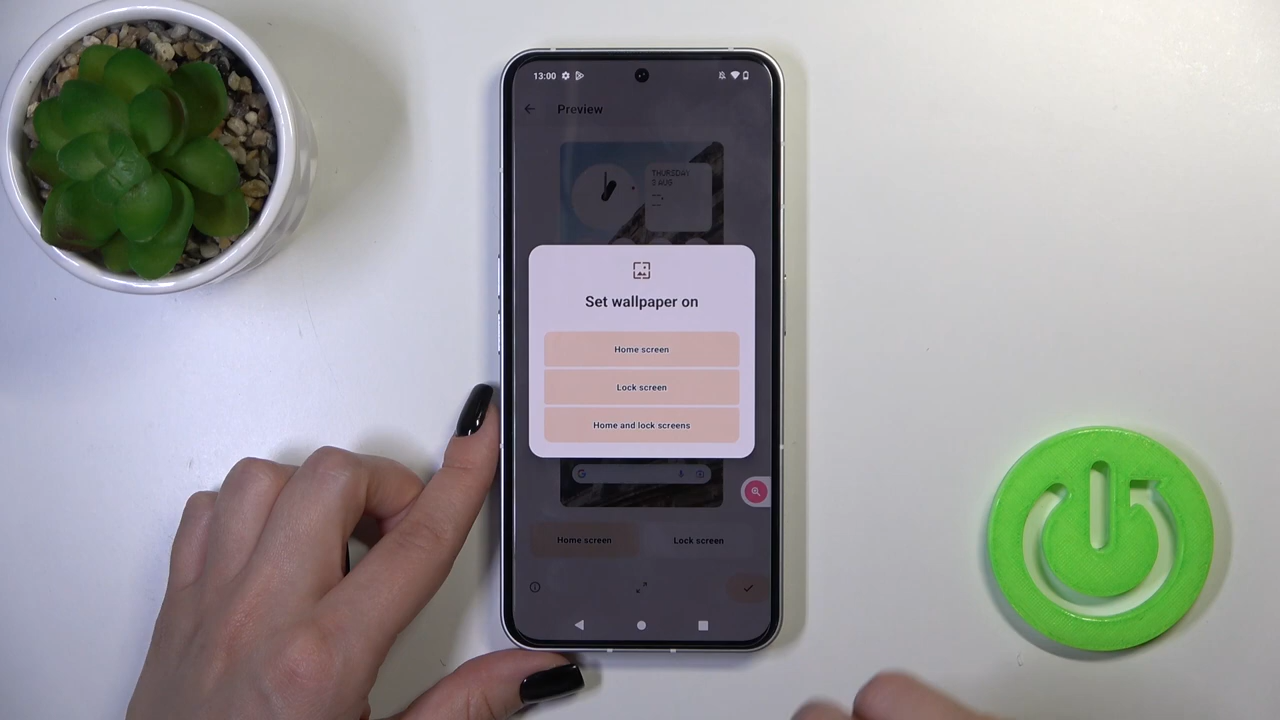 13:00
Preview
THURSDAY
Set wallpaper on
Home screen
Lock screen
Home and lock screens
G
Home screen
Lock screen